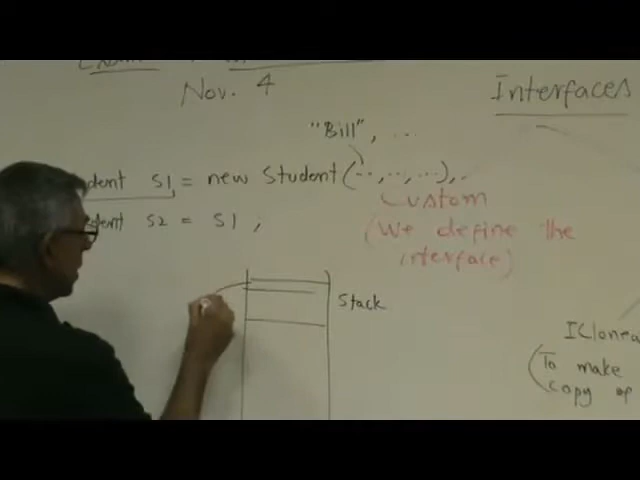 Nov. 4
Interfaces
"Bill", ...
dent S1 = new Student (.., .., ...),.
dent S2 = S1 ;
Custom
(We define the
interface)
Stack
IClonea
(To make
copy of